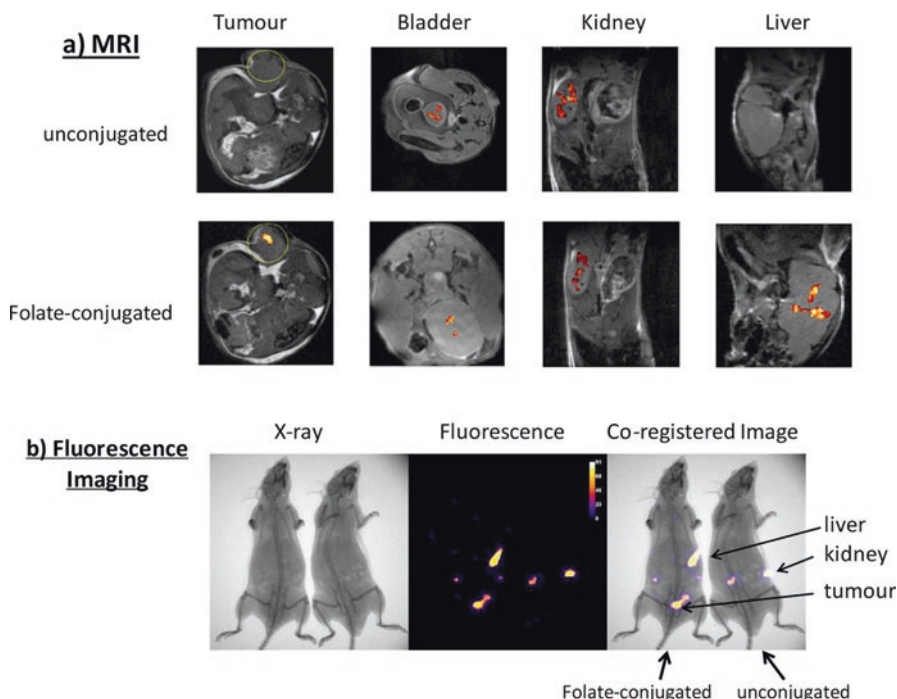 Tumour Bladder Kidney Liver
a) MRI
unconjugated
Folate-conjugated
X-ray Fluorescence Co-registered Image
b) Fluorescence
Imaging
liver
kidney
tumour
Folate-conjugated unconjugated